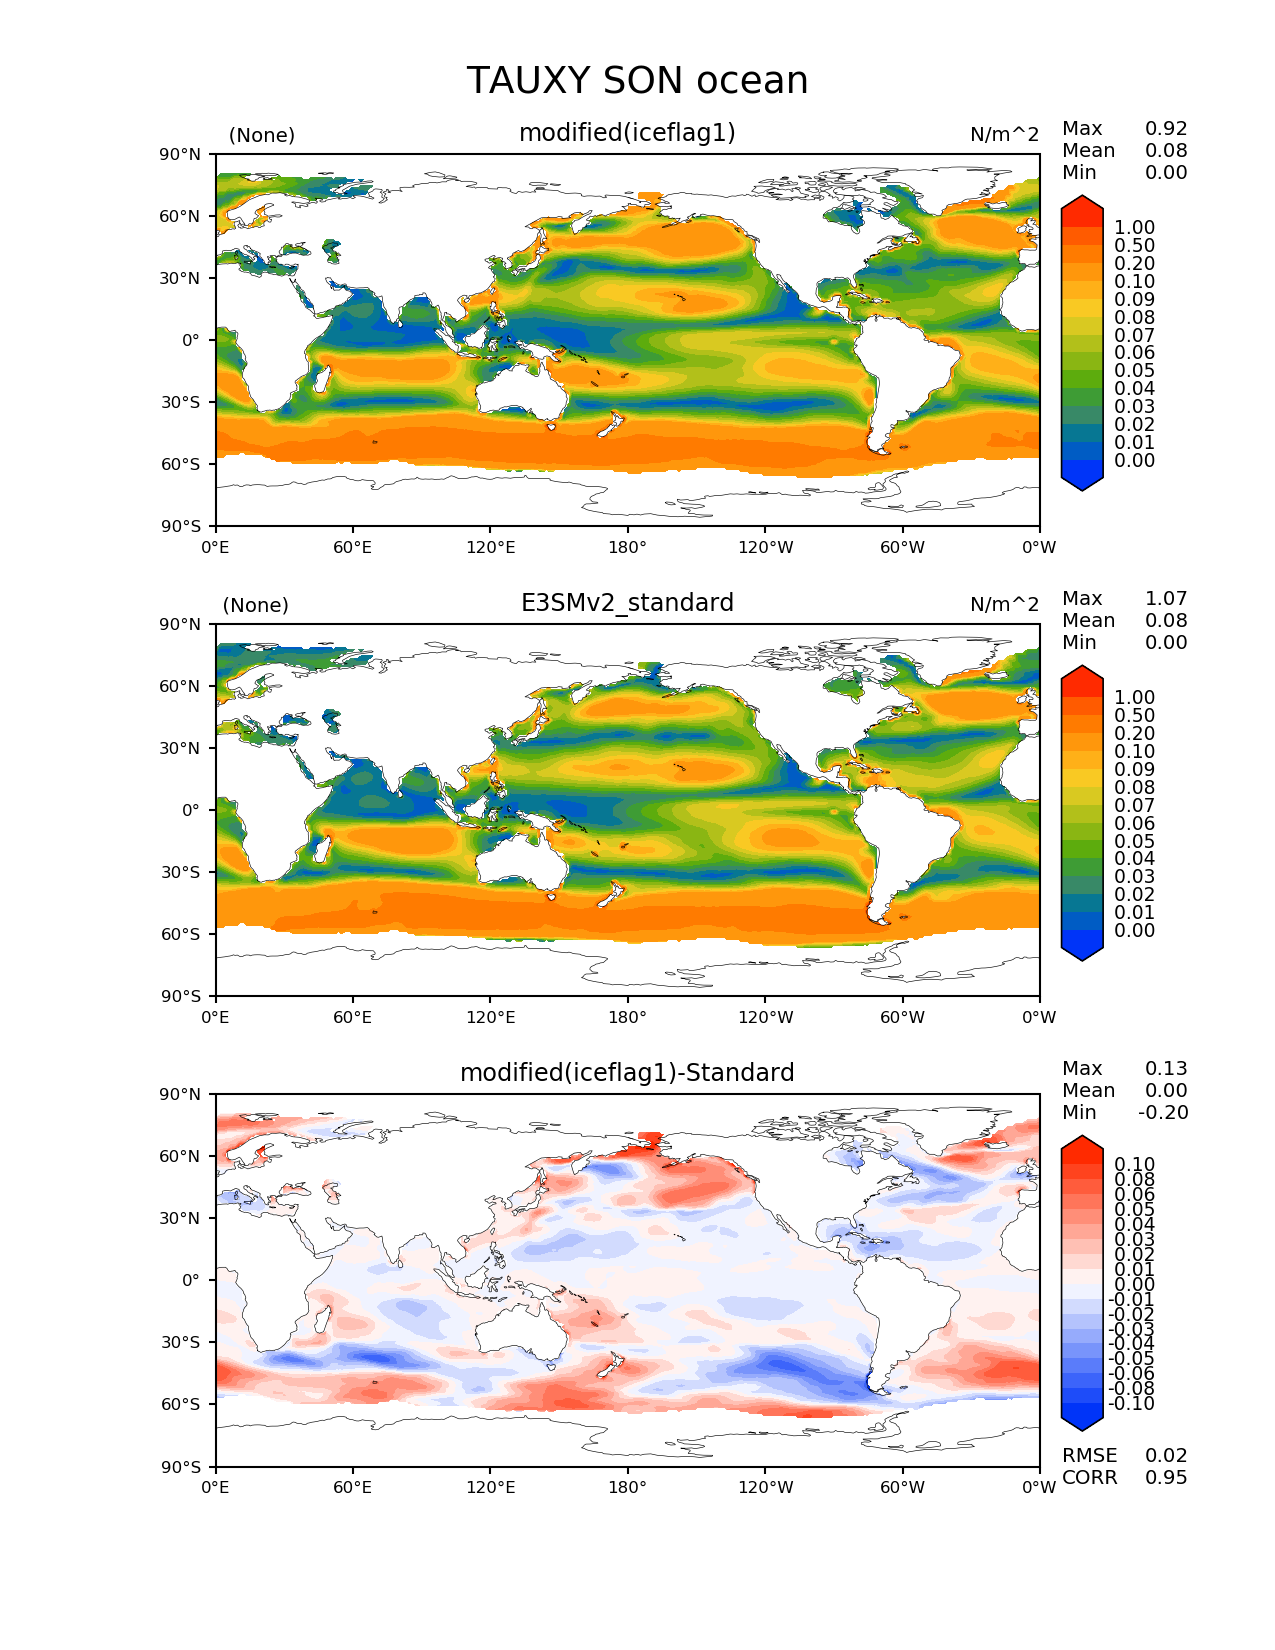 TAUXY SON ocean
(None) modified(iceflag1) N/m^2
Max 0.92
Mean 0.08
Min 0.00
90°N
60°N
30°N
0°
30°S
60°S
90°S
0°E 60°E 120°E 180° 120°W 60°W 0°W
1.00
0.50
0.20
0.10
0.09
0.08
0.07
0.06
0.05
0.04
0.03
0.02
0.01
0.00
(None) E3SMv2_standard N/m^2
Max 1.07
Mean 0.08
Min 0.00
90°N
60°N
30°N
0°
30°S
60°S
90°S
0°E 60°E 120°E 180° 120°W 60°W 0°W
1.00
0.50
0.20
0.10
0.09
0.08
0.07
0.06
0.05
0.04
0.03
0.02
0.01
0.00
modified(iceflag1)-Standard
Max 0.13
Mean 0.00
Min -0.20
90°N
60°N
30°N
0°
30°S
60°S
90°S
0°E 60°E 120°E 180° 120°W 60°W 0°W
0.10
0.08
0.06
0.05
0.04
0.03
0.02
0.01
0.00
-0.01
-0.02
-0.03
-0.04
-0.05
-0.06
-0.08
-0.10
RMSE 0.02
CORR 0.95